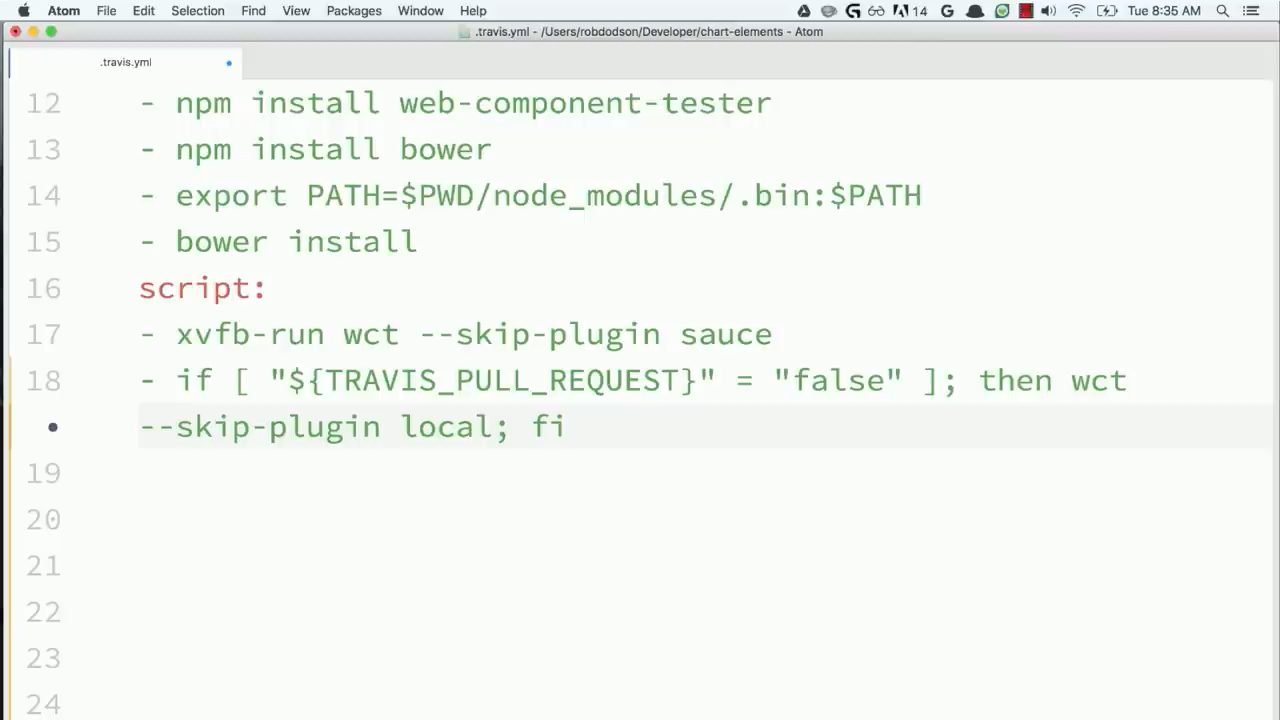 Atom File Edit Selection Find View Packages Window Help 14 Tue 8:35 AM
.travis.yml - /Users/robdodson/Developer/chart-elements - Atom
.travis.yml
12 - npm install web-component-tester
13 - npm install bower
14 - export PATH=$PWD/node_modules/.bin:$PATH
15 - bower install
16 script:
17 - xvfb-run wct --skip-plugin sauce
18 - if [ "${TRAVIS_PULL_REQUEST}" = "false" ]; then wct
• --skip-plugin local; fi
19
20
21
22
23
24